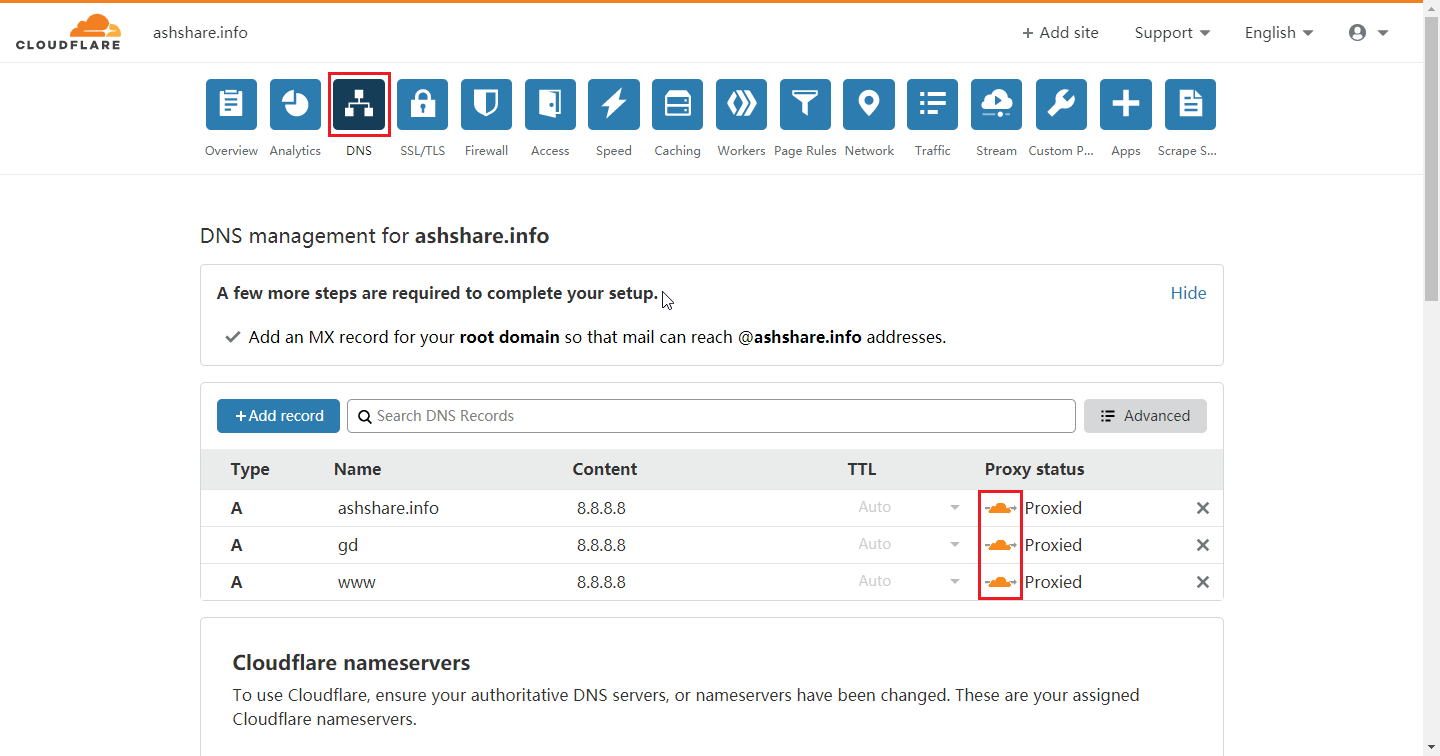 CLOUDFLARE ashshare.info + Add site Support English
Overview Analytics DNS SSL/TLS Firewall Access Speed Caching Workers Page Rules Network Traffic Stream Custom P... Apps Scrape S...
DNS management for ashshare.info
A few more steps are required to complete your setup. Hide
Add an MX record for your root domain so that mail can reach @ashshare.info addresses.
+Add record Search DNS Records Advanced
Type Name Content TTL Proxy status
A ashshare.info 8.8.8.8 Auto Proxied
A gd 8.8.8.8 Auto Proxied
A www 8.8.8.8 Auto Proxied
Cloudflare nameservers
To use Cloudflare, ensure your authoritative DNS servers, or nameservers have been changed. These are your assigned
Cloudflare nameservers.